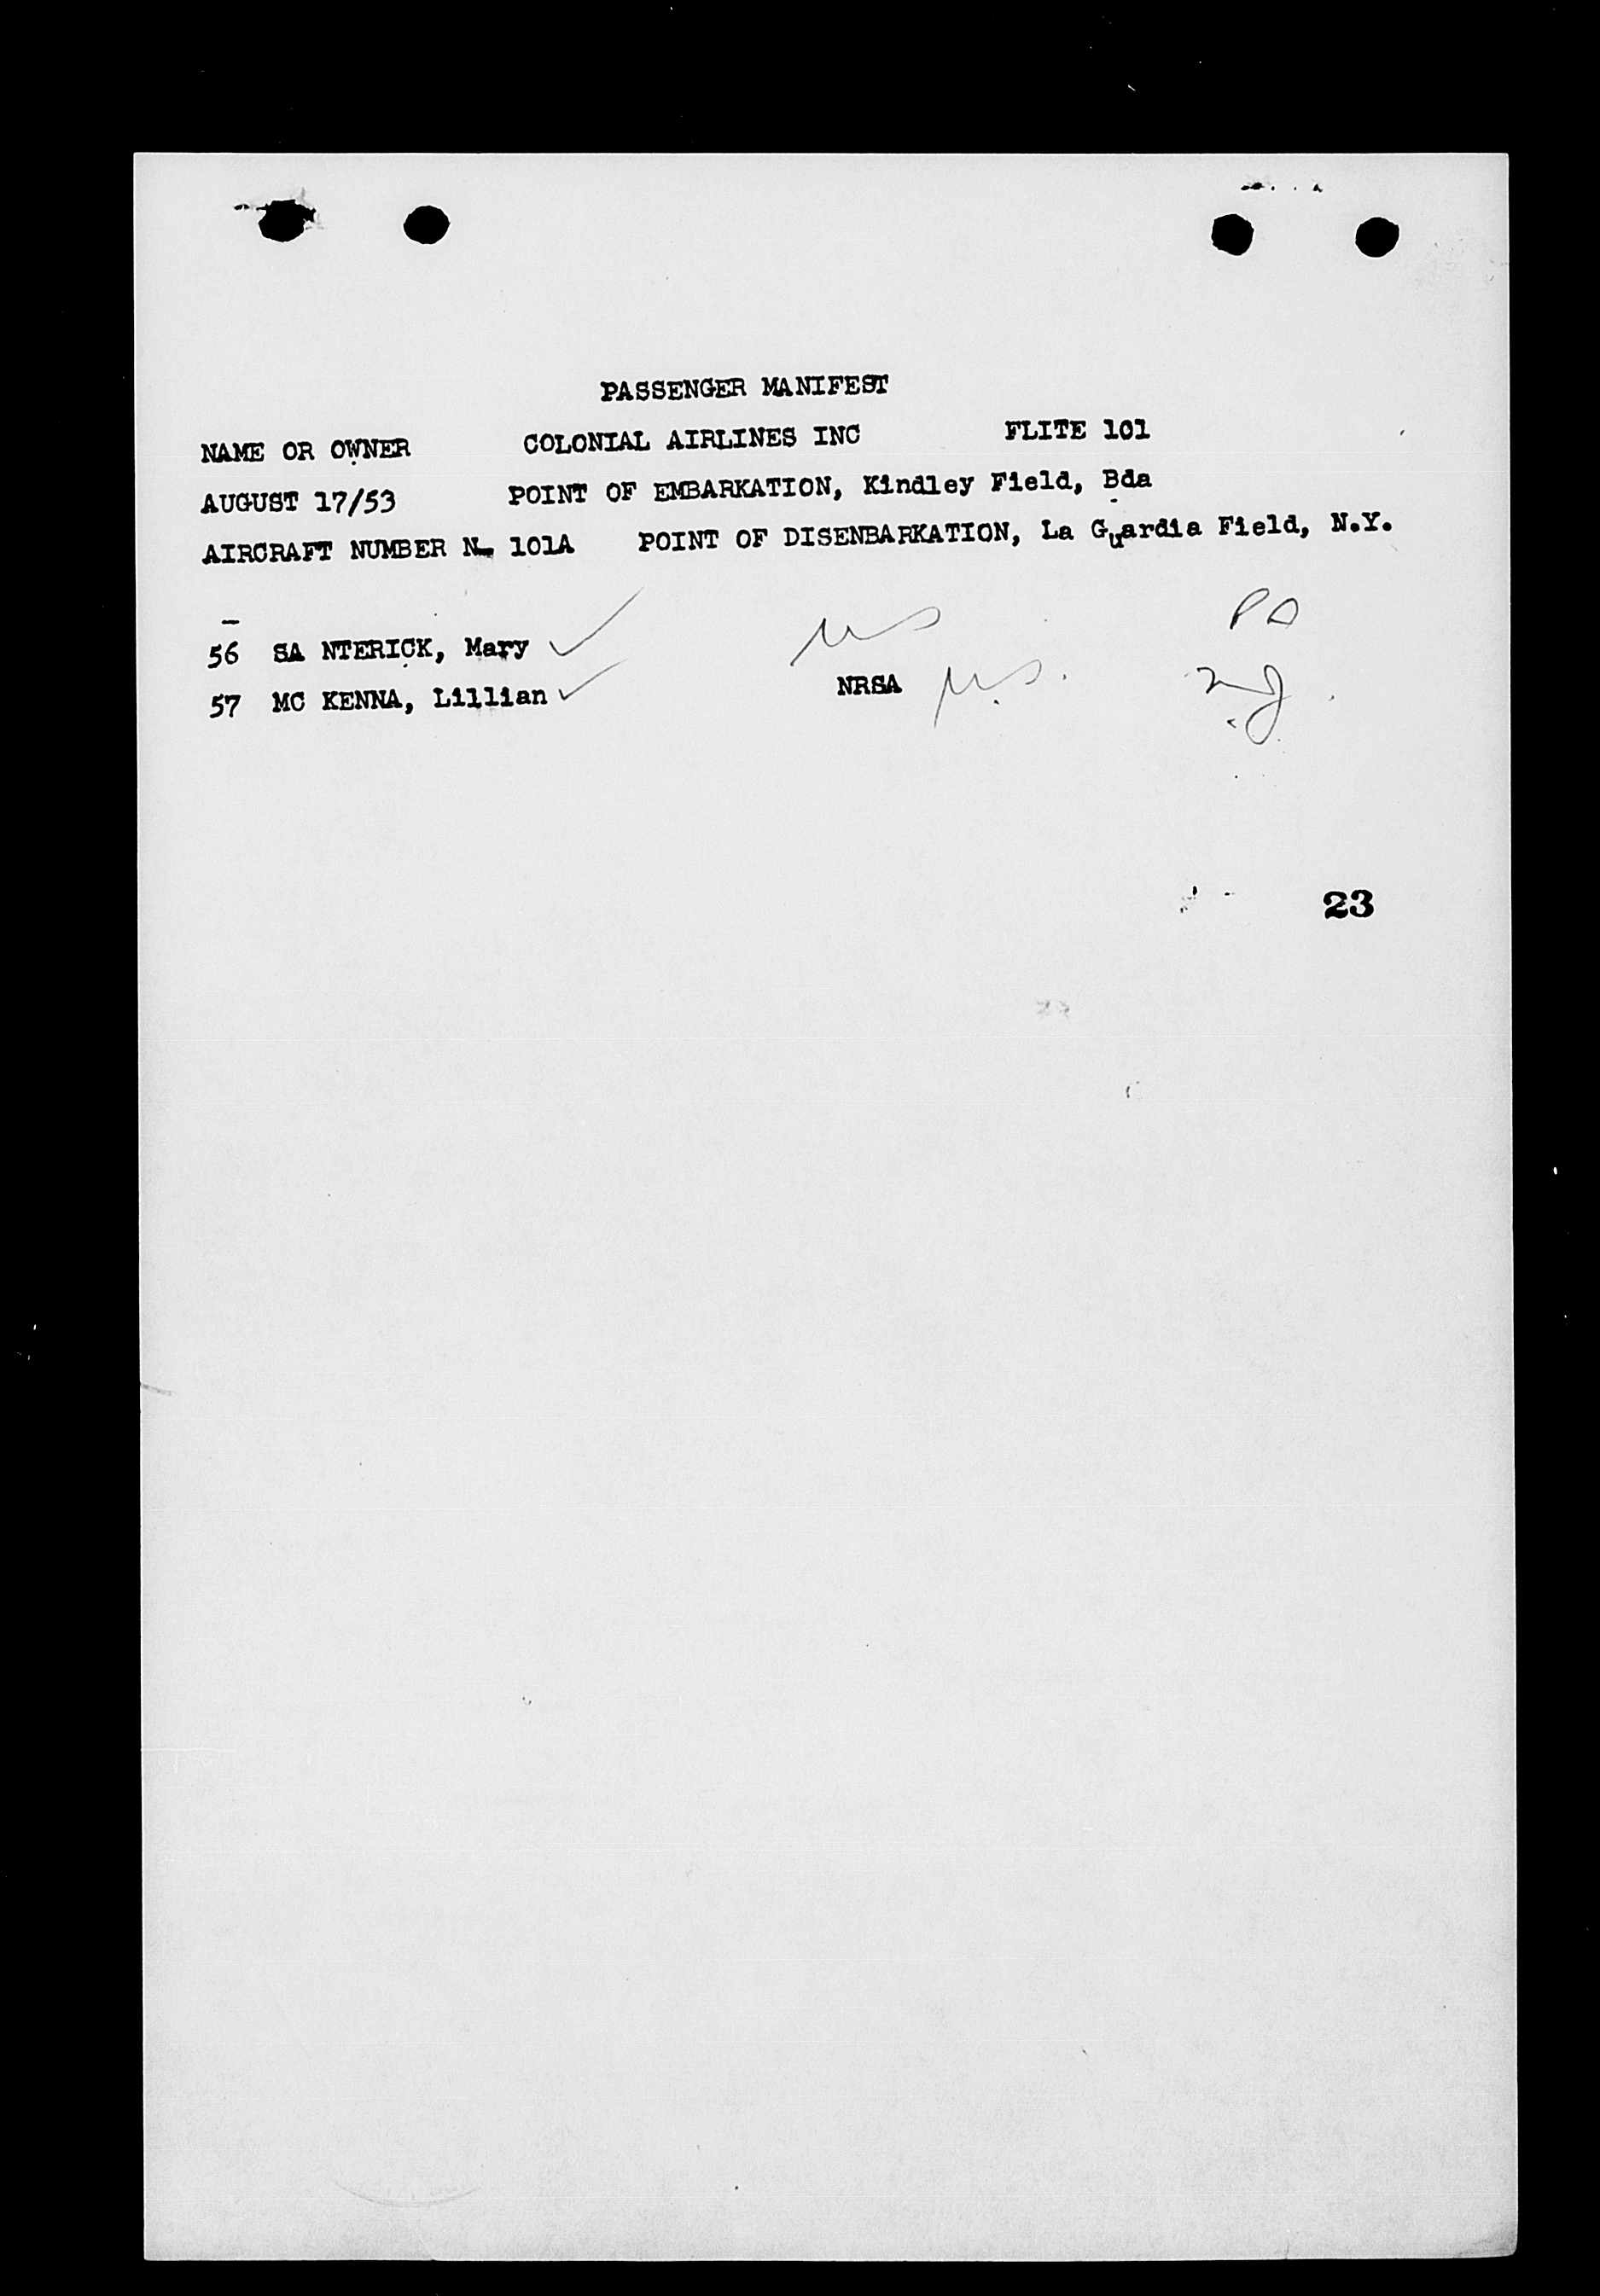 PASSENGER MANIFEST
NAME OR OWNER COLONIAL AIRLINES INC FLITE 101
AUGUST 17/53 POINT OF EMBARKATION, Kindley Field, Bda
AIRCRAFT NUMBER N- 101A POINT OF DISENBARKATION, La Guardia Field, N.Y.
56 SA NTERICK, Mary
57 MC KENNA, Lillian NRSA
23